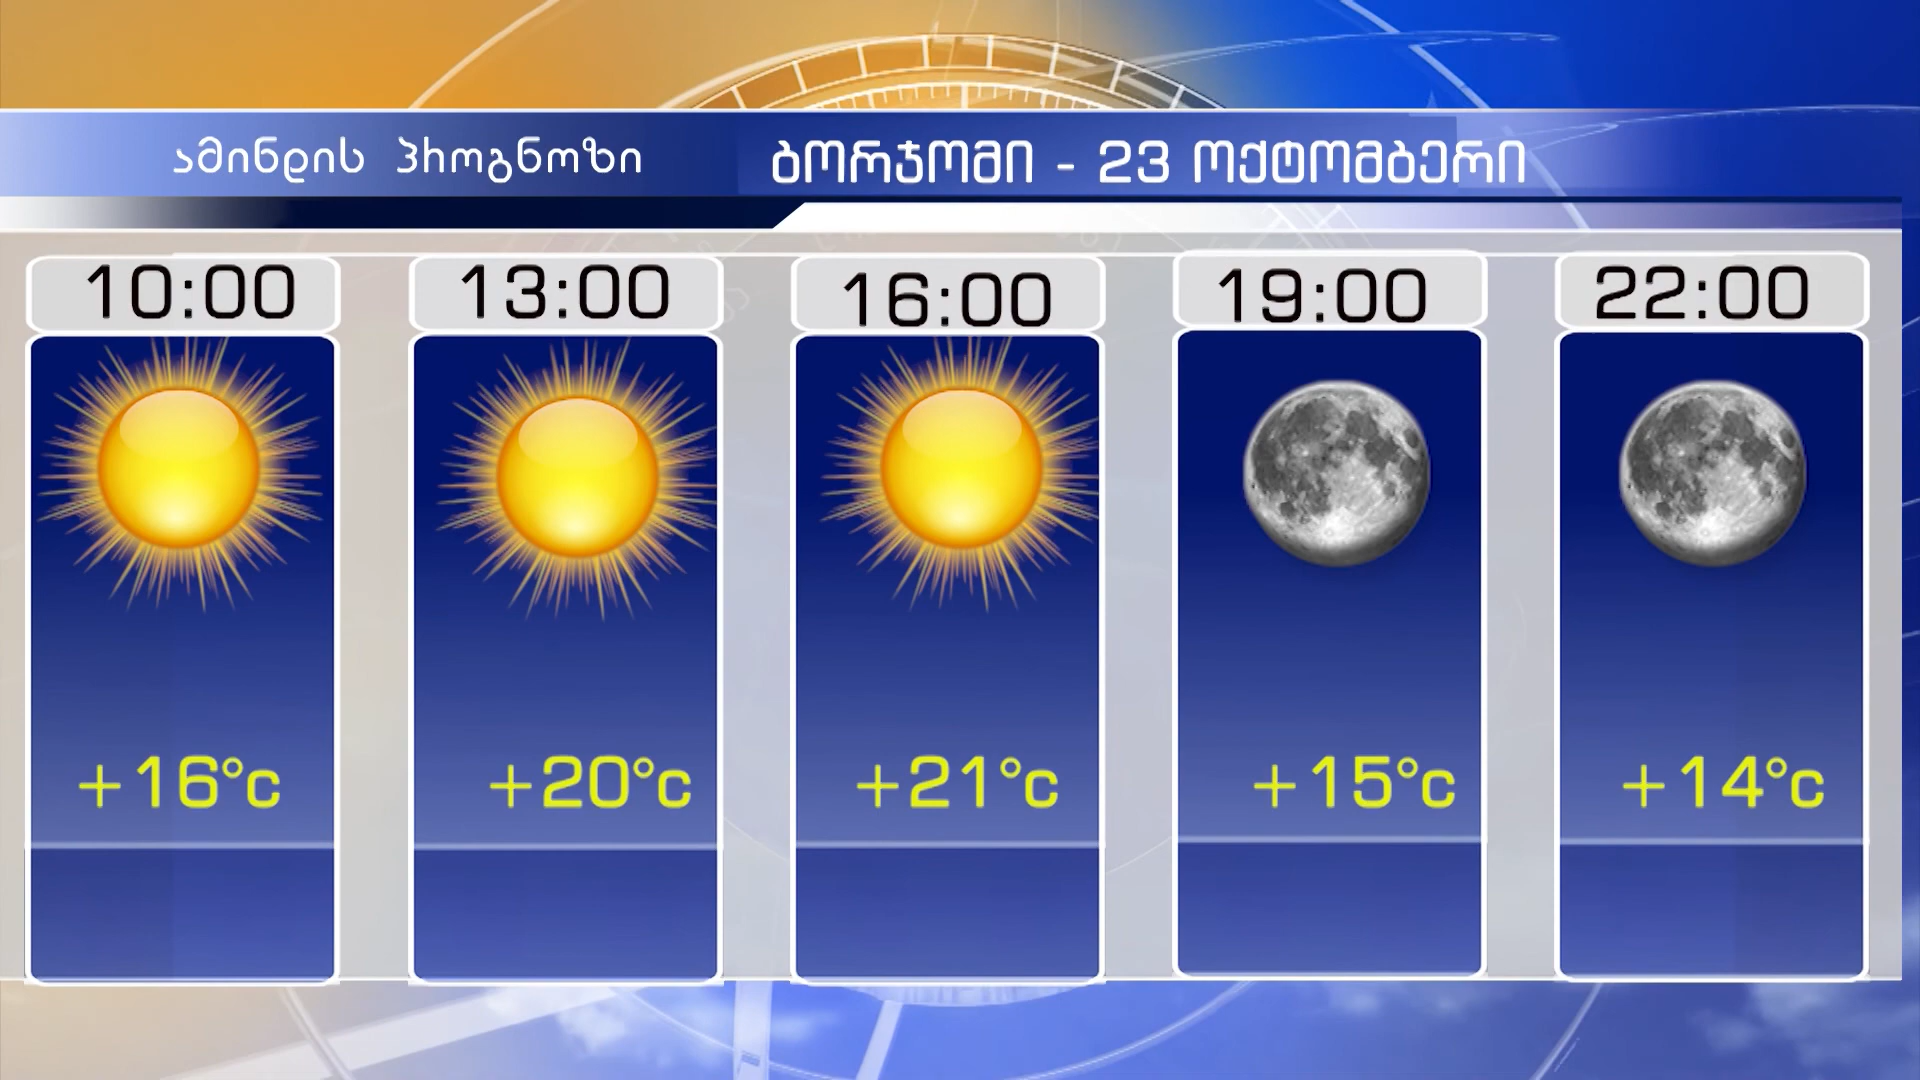 ამინდის პროგნოზი
ბორჯომი - 23 ოქტომბერი
10:00 13:00 16:00 19:00 22:00
+16°c +20°c +21°c +15°c +14°c